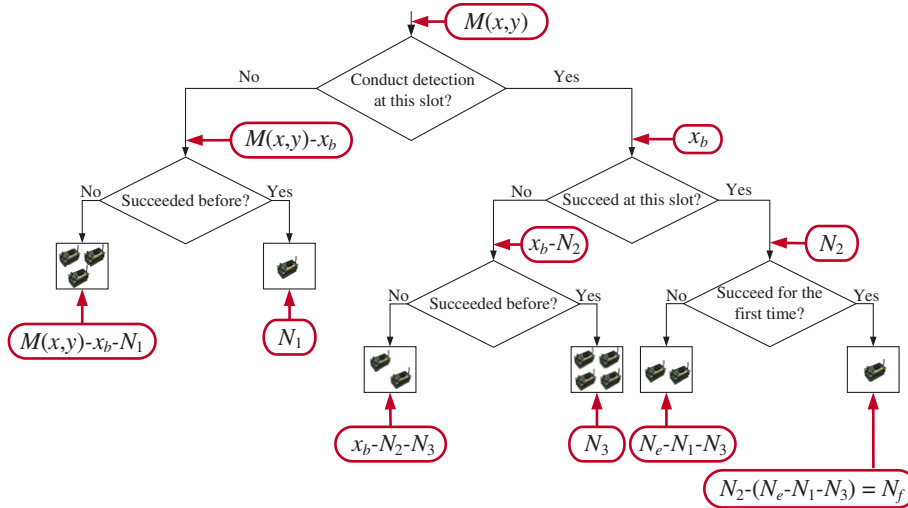 M(x,y)
No
Conduct detection
at this slot?
Yes
M(x,y)-x_b
x_b
No
Succeeded before?
Yes
No
Succeed at this slot?
Yes
x_b-N_2
N_2
No
Succeeded before?
Yes
No
Succeed for the
first time?
Yes
M(x,y)-x_b-N_1
N_1
x_b-N_2-N_3
N_3
N_e-N_1-N_3
N_2-(N_e-N_1-N_3) = N_f